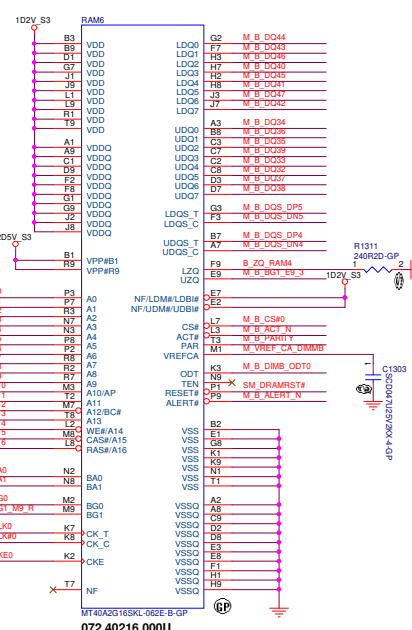 1D2V_S3
RAM6
B3 VDD LDQ0 G2 M_B_DQ44
B9 VDD LDQ1 F7 M_B_DQ43
D1 VDD LDQ2 H3 M_B_DQ46
G7 VDD LDQ3 H7 M_B_DQ40
J1 VDD LDQ4 H2 M_B_DQ45
J9 VDD LDQ5 H8 M_B_DQ41
L1 VDD LDQ6 J3 M_B_DQ47
L9 VDD LDQ7 J7 M_B_DQ42
R1 VDD
T9 VDD UDQ0 A3 M_B_DQ34
UDQ1 B8 M_B_DQ36
A1 VDDQ UDQ2 C3 M_B_DQ35
A9 VDDQ UDQ3 C7 M_B_DQ39
C1 VDDQ UDQ4 C2 M_B_DQ33
D9 VDDQ UDQ5 C8 M_B_DQ32
F2 VDDQ UDQ6 D3 M_B_DQ37
F8 VDDQ UDQ7 D7 M_B_DQ38
G1 VDDQ
G9 VDDQ LDQS_T G3 M_B_DQS_DP5
J2 VDDQ LDQS_C F3 M_B_DQS_DN5
J8 VDDQ
2D5V_S3 UDQS_T B7 M_B_DQS_DP4
UDQS_C A7 M_B_DQS_DN4
R1311
240R2D-GP
B1 VPP#B1 LZQ F9 B_ZQ_RAM4 1 2
R9 VPP#R9 UZQ E9 M_B_BG1_E9_3
1D2V_S3
P3 A0 NF/LDM#/LDBI# E7
P7 A1 NF/UDM#/UDBI# E2
R3 A2
N7 A3 CS# L7 M_B_CS#0
N3 A4 ACT# L3 M_B_ACT_N
P8 A5 PAR T3 M_B_PARITY
P2 A6 VREFCA M1 M_VREF_CA_DIMMB
R8 A7
R2 A8 ODT K3 M_B_DIMB_ODT0
R7 A9 TEN N9
M3 A10/AP RESET# P1 SM_DRAMRST#
T2 A11 ALERT# P9 M_B_ALERT_N
C1303
SCD047U25V2KX-4-GP
M7 A12/BC#
T8 A13
L2 WE#/A14 VSS B2
M8 CAS#/A15 VSS E1
L8 RAS#/A16 VSS G8
VSS K1
VSS K9
N2 BA0 VSS N1
N8 BA1 VSS T1
M2 BG0 VSSQ A2
G1_M9_R M9 BG1 VSSQ A8
VSSQ C9
K7 CK_T VSSQ D2
K8 CK_C VSSQ D8
VSSQ E3
K2 CKE VSSQ E8
VSSQ F1
VSSQ H1
T7 NF VSSQ H9
GP
MT40A2G16SKL-062E-B-GP
072.40216.000U